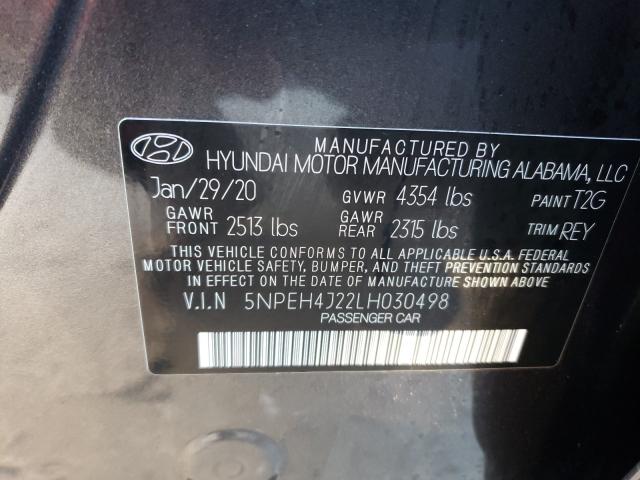 MANUFACTURED BY
HYUNDAI MOTOR MANUFACTURING ALABAMA, LLC
Jan/29/20 GVWR 4354 lbs PAINT T2G
GAWR FRONT 2513 lbs GAWR REAR 2315 lbs TRIM REY
THIS VEHICLE CONFORMS TO ALL APPLICABLE U.S.A. FEDERAL
MOTOR VEHICLE SAFETY, BUMPER, AND THEFT PREVENTION STANDARDS
IN EFFECT ON THE DATE OF MANUFACTURE SHOWN ABOVE.
V.I.N 5NPEH4J22LH030498
PASSENGER CAR